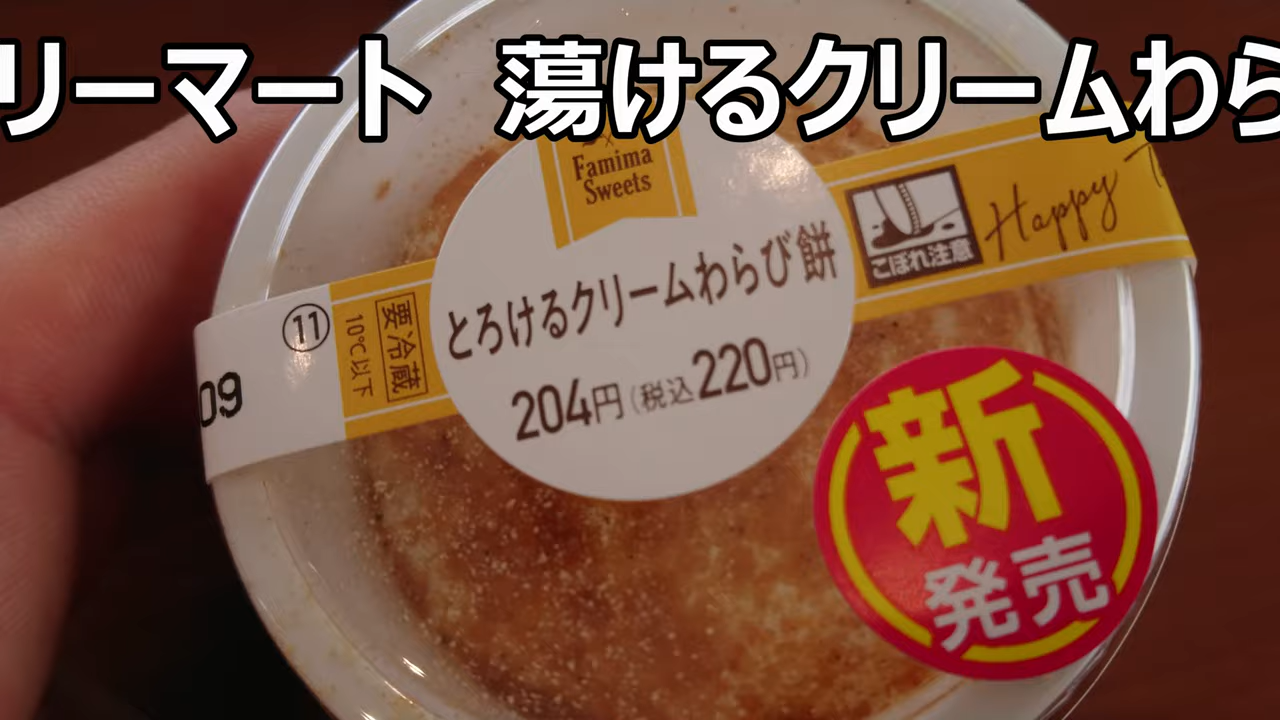 リーマート 蕩けるクリームわら
Famima
Sweets
とろけるクリームわらび餅
204円(税込220円)
こぼれ注意
Happy
11
09
要冷蔵
10℃以下
新
発売